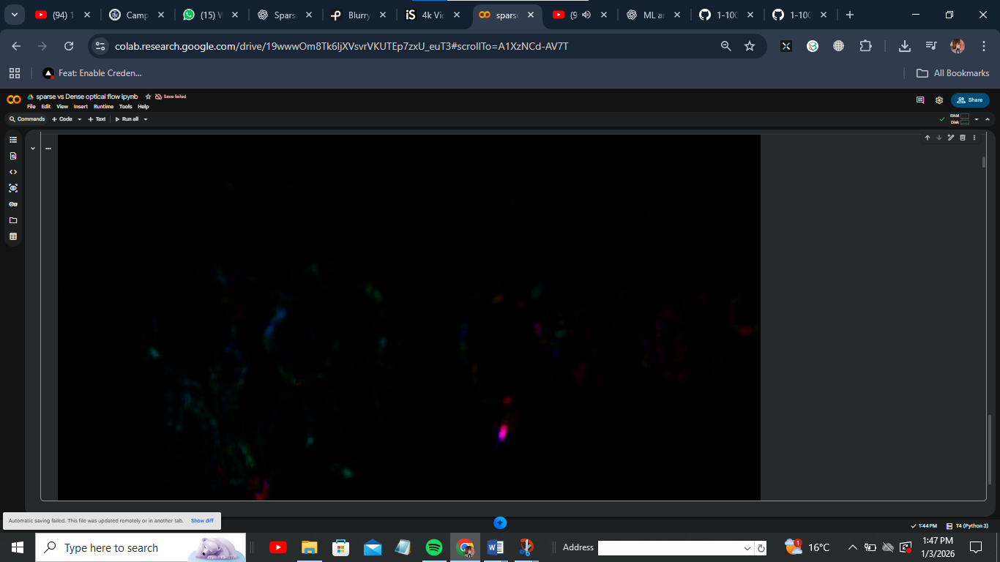 (94) 1
Camp
(15) W
Spars
Blurry
4k Vic
sparse
(9
ML an
1-100
1-100
colab.research.google.com/drive/19wwwOm8Tk6ljXVsvrVKUTEp7zxU_euT3#scrollTo=A1XzNCd-AV7T
Feat: Enable Creden...
All Bookmarks
sparse vs Dense optical flow ipynb
Save failed
File Edit View Insert Runtime Tools Help
Share
Commands + Code + Text Run all
RAM
Disk
Automatic saving failed. This file was updated remotely or in another tab. Show diff
1:44 PM T4 (Python 3)
Type here to search
Address
16°C
1:47 PM
1/3/2026